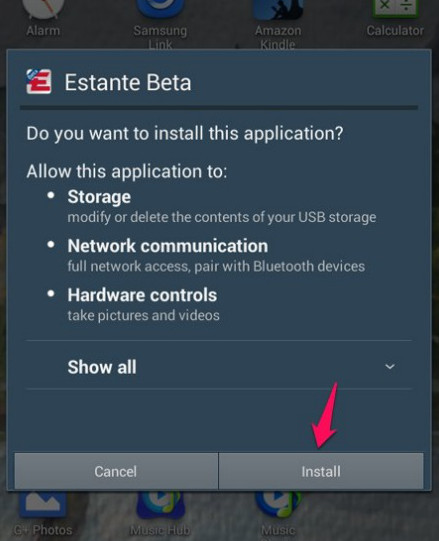 Alarm
Samsung
Link
Amazon
Kindle
Calculator
Estante Beta
Do you want to install this application?
Allow this application to:
Storage
modify or delete the contents of your USB storage
Network communication
full network access, pair with Bluetooth devices
Hardware controls
take pictures and videos
Show all
Cancel
Install
G+ Photos
Music Hub
Music